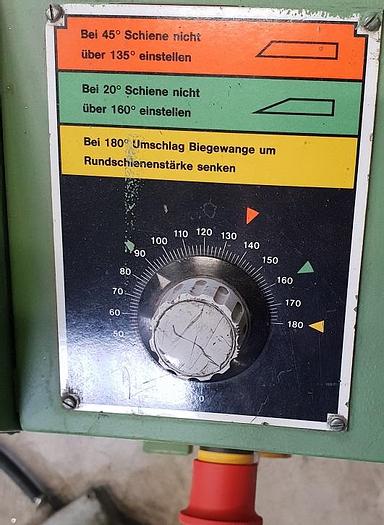 Bei 45° Schiene nicht
über 135° einstellen
Bei 20° Schiene nicht
über 160° einstellen
Bei 180° Umschlag Biegewange um
Rundschienenstärke senken
50
60
70
80
90
100
110
120
130
140
150
160
170
180
0